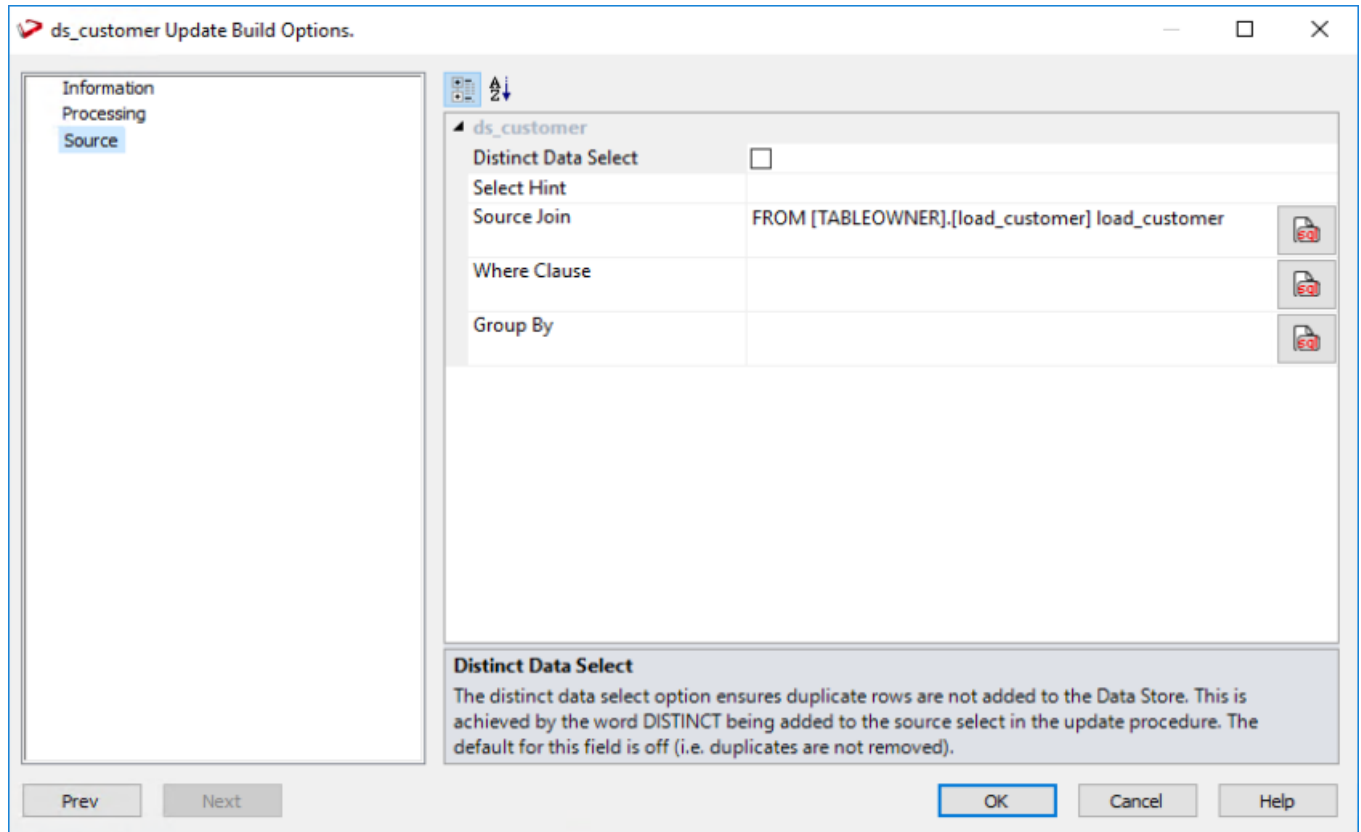 ds_customer Update Build Options.
Information
Processing
Source
A
Z
ds_customer
Distinct Data Select
Select Hint
Source Join FROM [TABLEOWNER].[load_customer] load_customer
sql
Where Clause
sql
Group By
sql
Distinct Data Select
The distinct data select option ensures duplicate rows are not added to the Data Store. This is
achieved by the word DISTINCT being added to the source select in the update procedure. The
default for this field is off (i.e. duplicates are not removed).
Prev Next OK Cancel Help